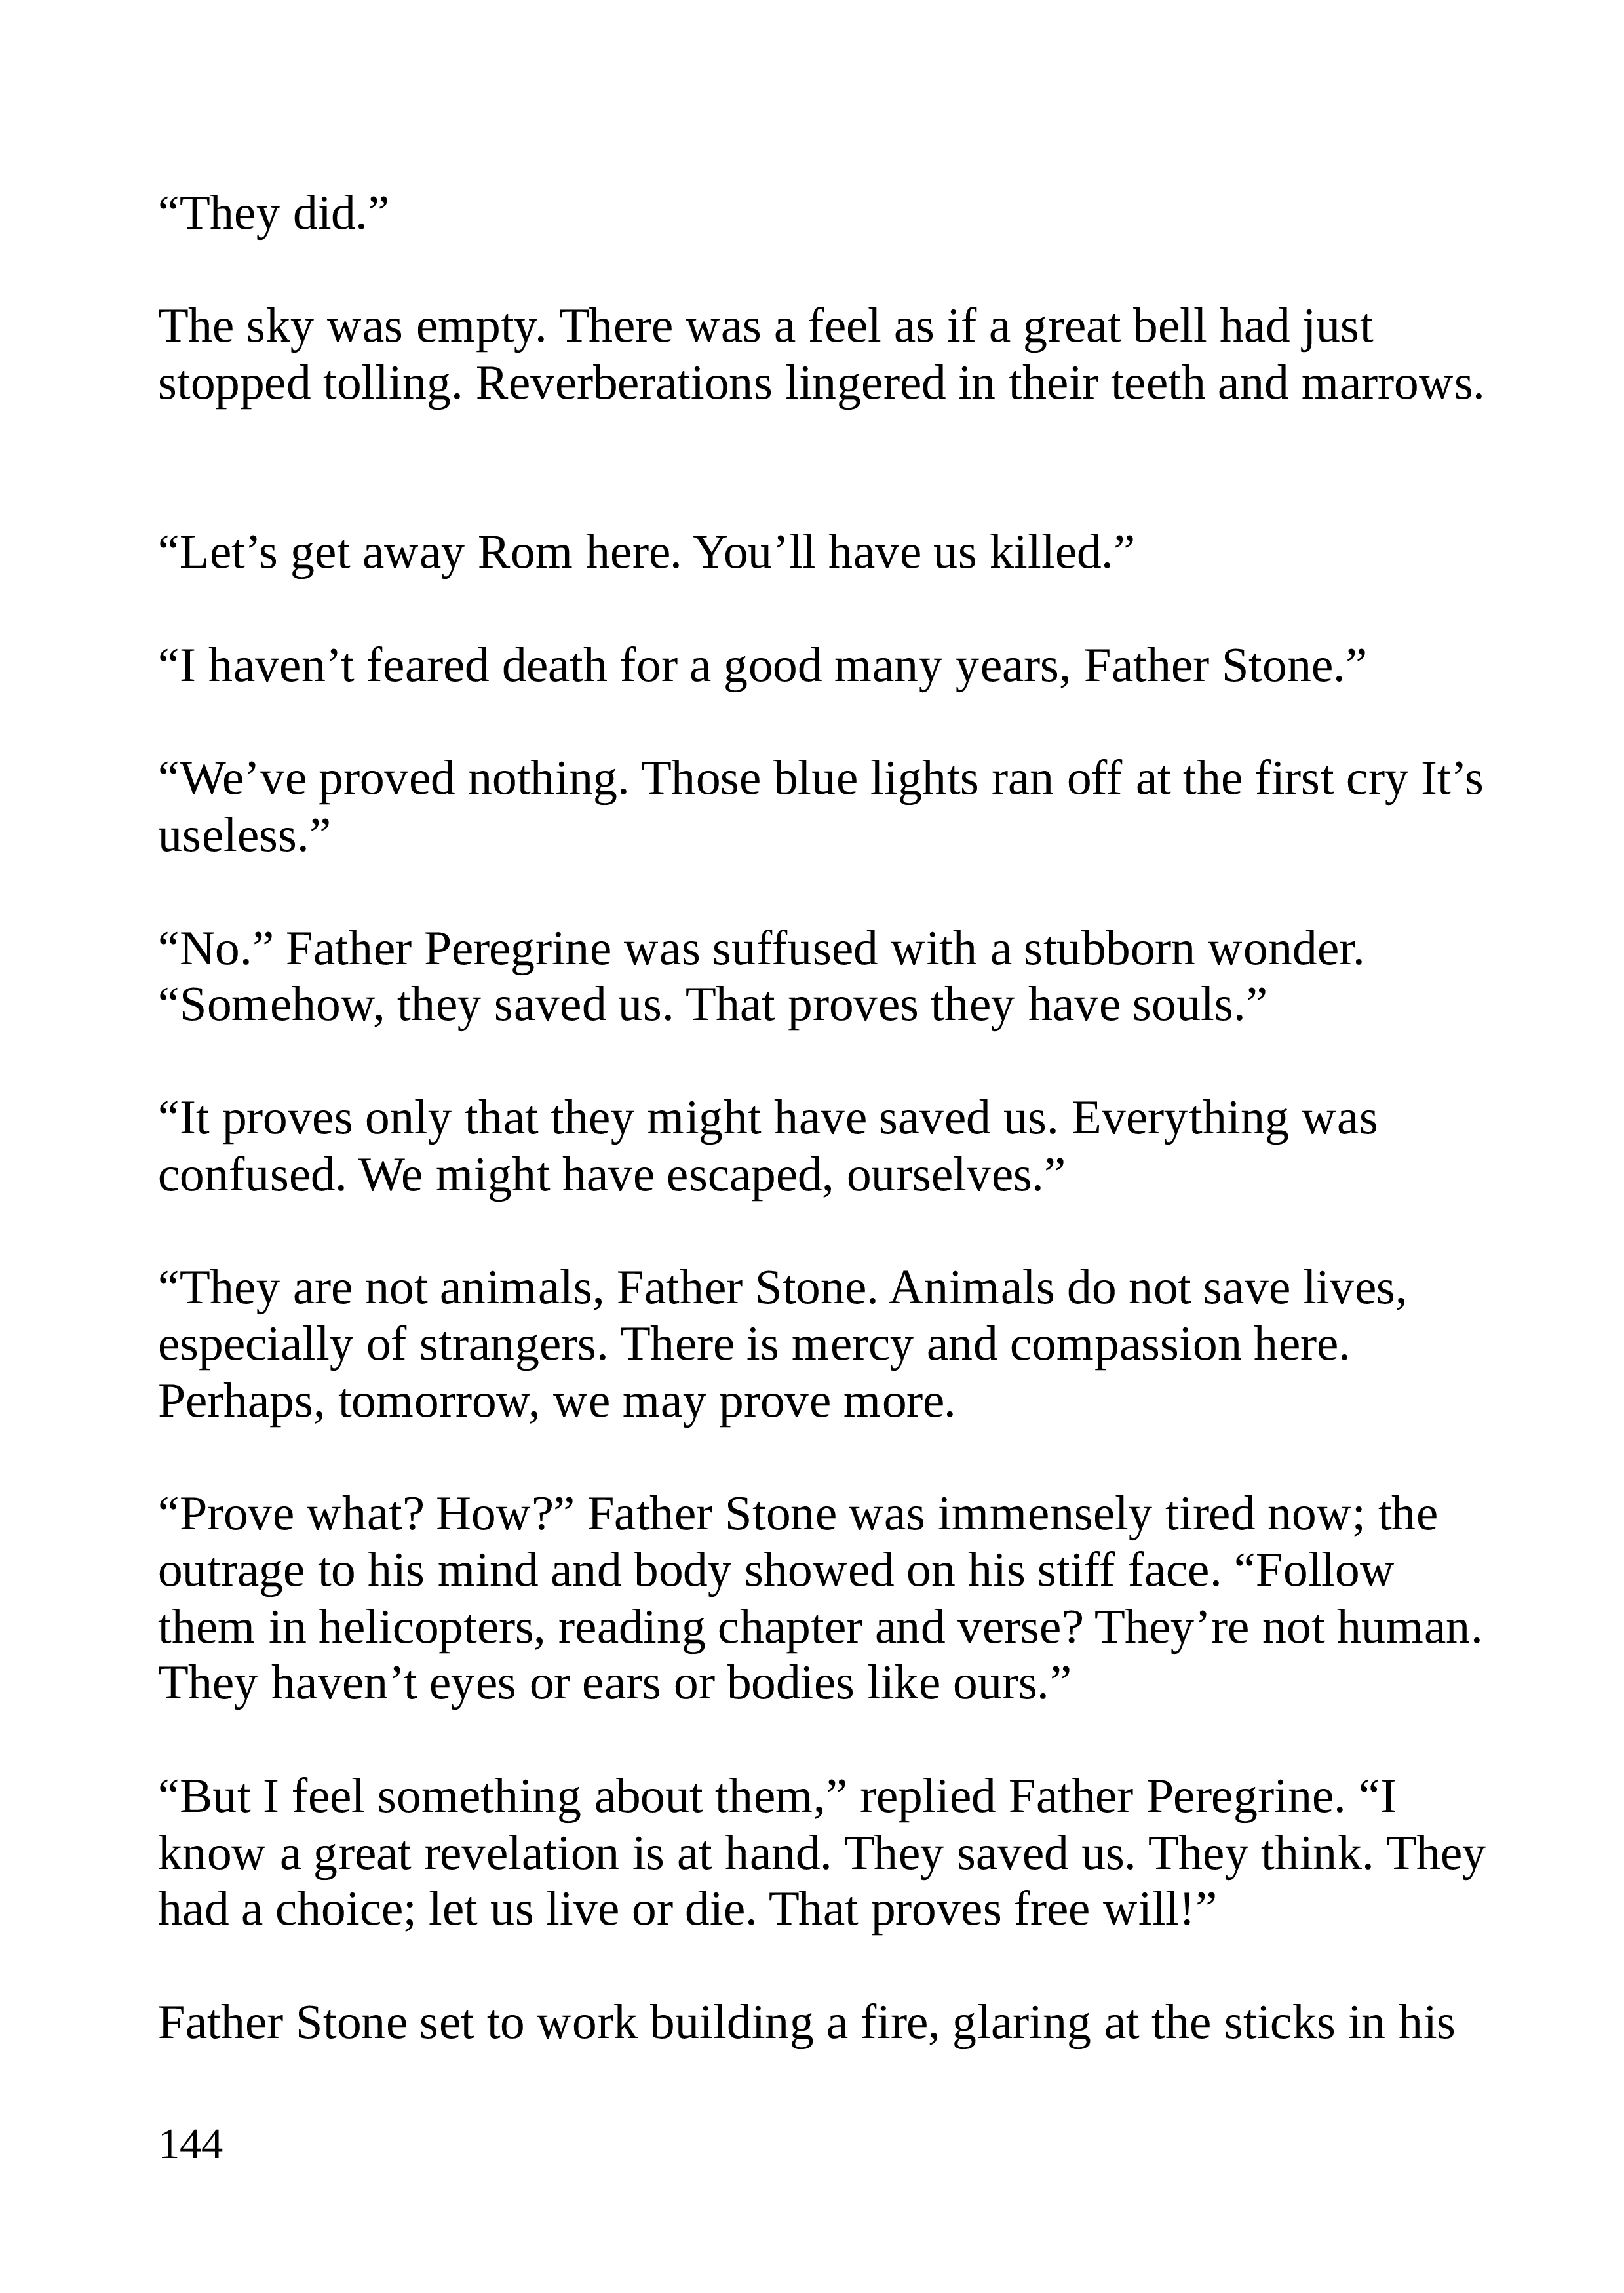 “They did.”
The sky was empty. There was a feel as if a great bell had just
stopped tolling. Reverberations lingered in their teeth and marrows.
“Let’s get away Rom here. You’ll have us killed.”
“I haven’t feared death for a good many years, Father Stone.”
“We’ve proved nothing. Those blue lights ran off at the first cry It’s
useless.”
“No.” Father Peregrine was suffused with a stubborn wonder.
“Somehow, they saved us. That proves they have souls.”
“It proves only that they might have saved us. Everything was
confused. We might have escaped, ourselves.”
“They are not animals, Father Stone. Animals do not save lives,
especially of strangers. There is mercy and compassion here.
Perhaps, tomorrow, we may prove more.
“Prove what? How?” Father Stone was immensely tired now; the
outrage to his mind and body showed on his stiff face. “Follow
them in helicopters, reading chapter and verse? They’re not human.
They haven’t eyes or ears or bodies like ours.”
“But I feel something about them,” replied Father Peregrine. “I
know a great revelation is at hand. They saved us. They think. They
had a choice; let us live or die. That proves free will!”
Father Stone set to work building a fire, glaring at the sticks in his
144